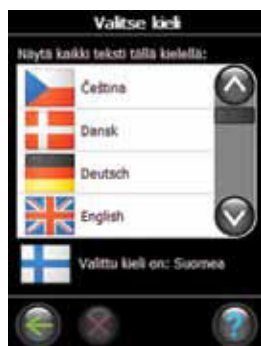 Valitse kieli
Näytä kaikki teksti tällä kielellä:
Čeština
Dansk
Deutsch
English
Valittu kieli on: Suomea
?